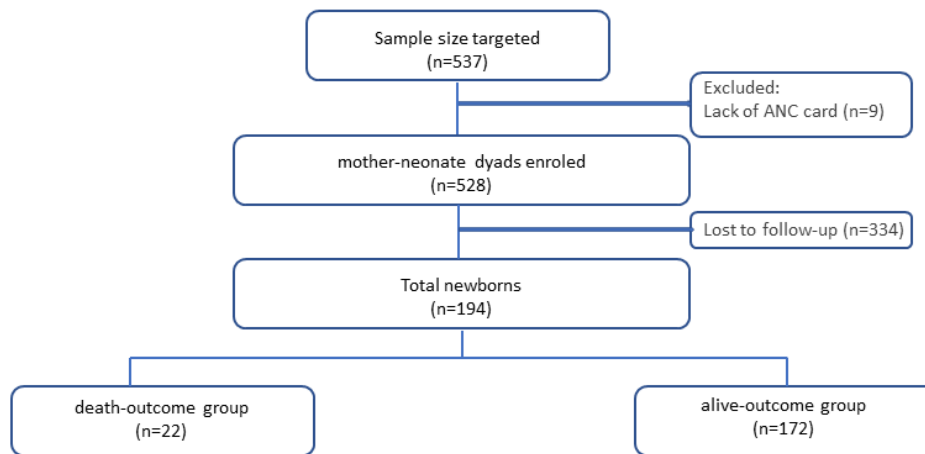 Sample size targeted
(n=537)
Excluded:
Lack of ANC card (n=9)
mother-neonate dyads enroled
(n=528)
Lost to follow-up (n=334)
Total newborns
(n=194)
death-outcome group
(n=22)
alive-outcome group
(n=172)